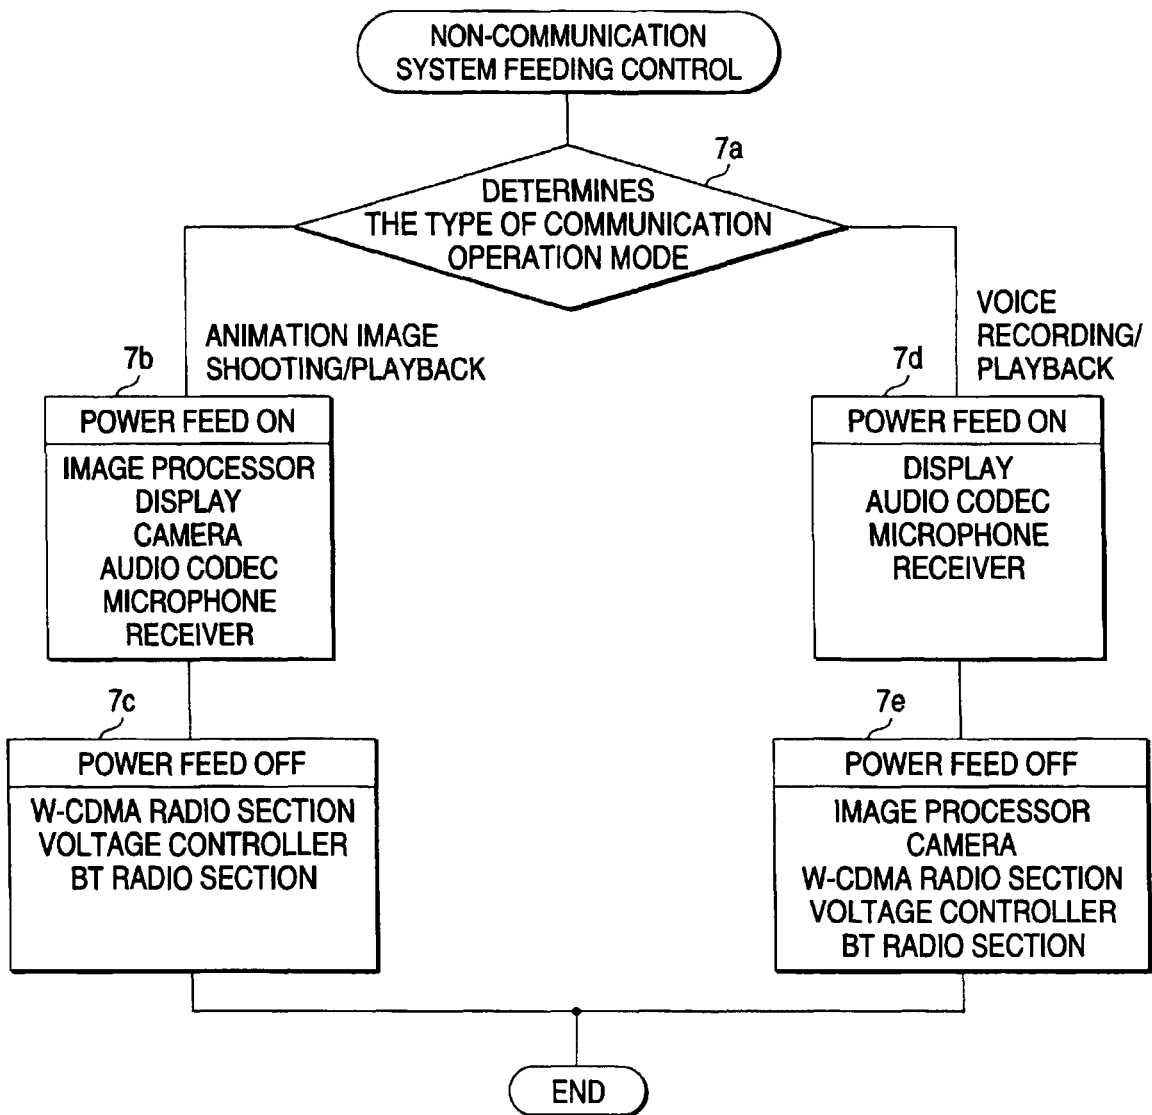 NON-COMMUNICATION
SYSTEM FEEDING CONTROL
7a
DETERMINES
THE TYPE OF COMMUNICATION
OPERATION MODE
ANIMATION IMAGE
SHOOTING/PLAYBACK
VOICE
RECORDING/
PLAYBACK
7b
POWER FEED ON
IMAGE PROCESSOR
DISPLAY
CAMERA
AUDIO CODEC
MICROPHONE
RECEIVER
7c
POWER FEED OFF
W-CDMA RADIO SECTION
VOLTAGE CONTROLLER
BT RADIO SECTION
7d
POWER FEED ON
DISPLAY
AUDIO CODEC
MICROPHONE
RECEIVER
7e
POWER FEED OFF
IMAGE PROCESSOR
CAMERA
W-CDMA RADIO SECTION
VOLTAGE CONTROLLER
BT RADIO SECTION
END